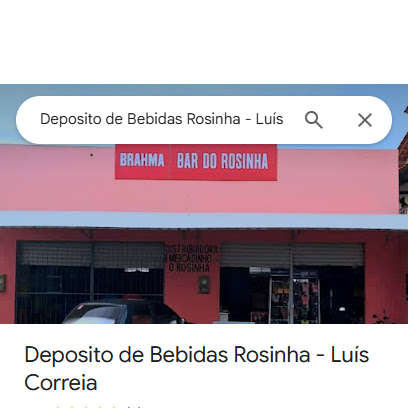 Deposito de Bebidas Rosinha - Luís
BRAHMA BAR DO ROSINHA
DISTRIBUIDORA
E MERCADINHO
O ROSINHA
Deposito de Bebidas Rosinha - Luís
Correia